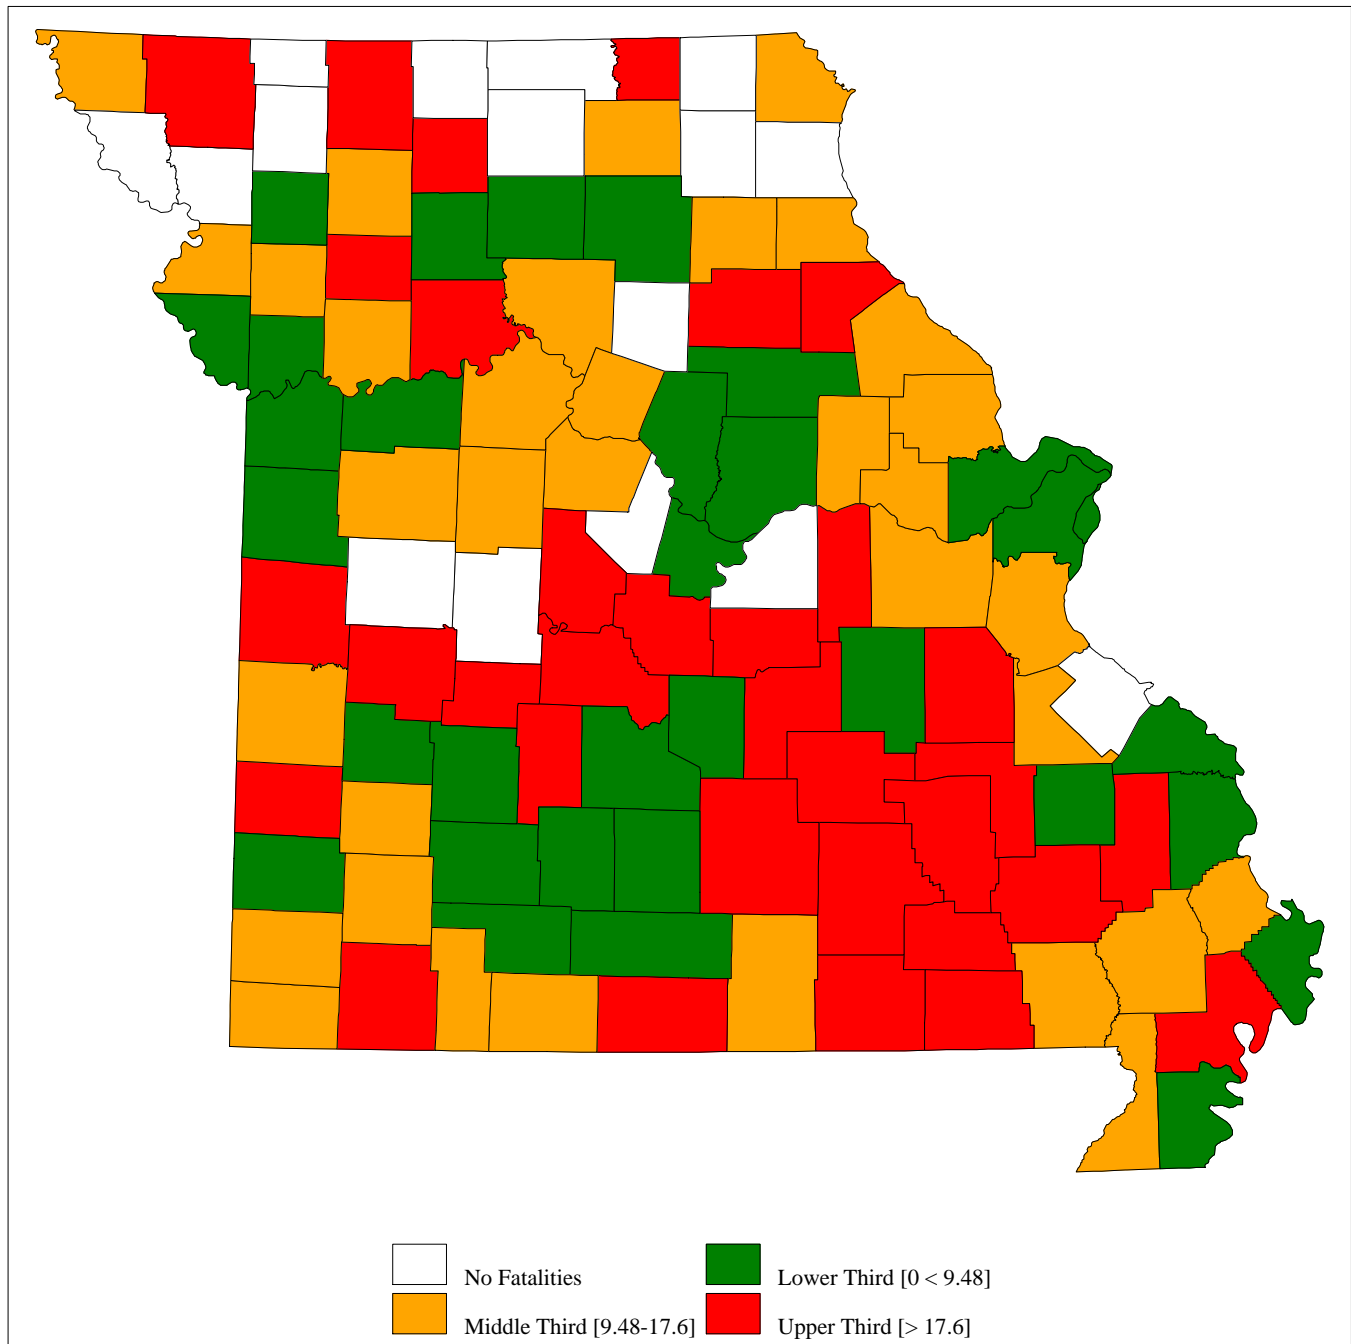 No Fatalities
Lower Third [0 < 9.48]
Middle Third [9.48-17.6]
Upper Third [> 17.6]